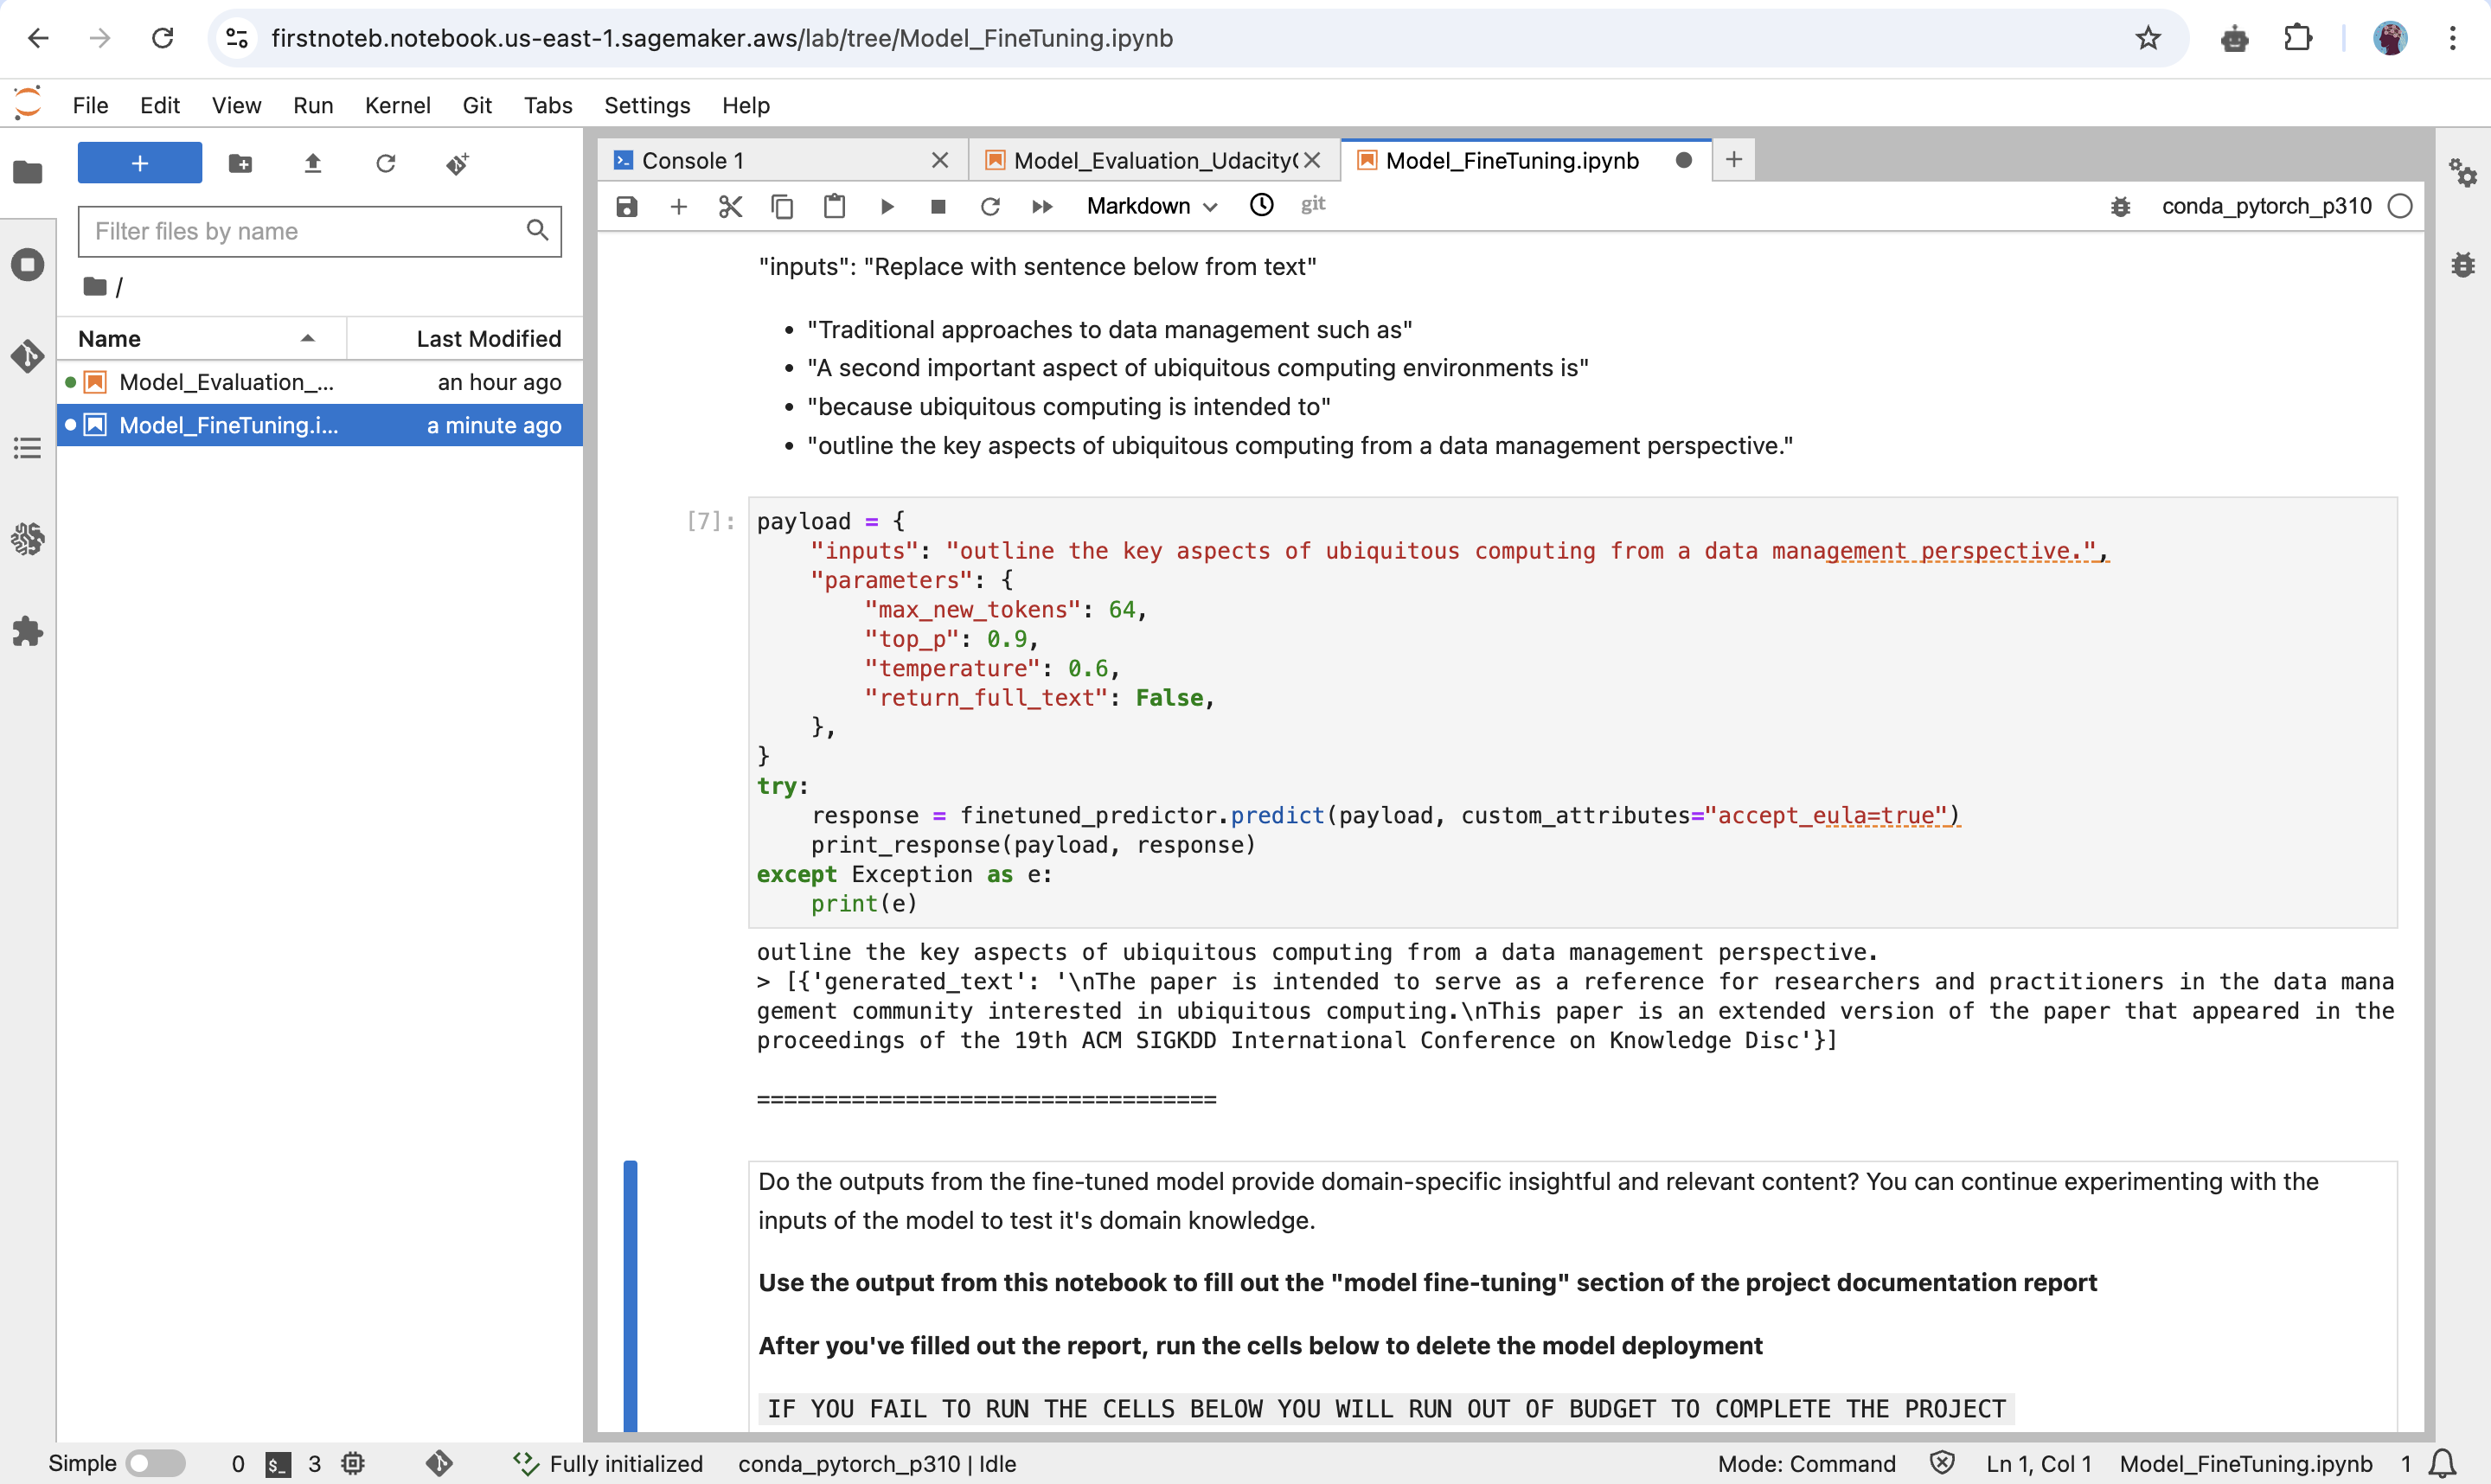 firstnoteb.notebook.us-east-1.sagemaker.aws/lab/tree/Model_FineTuning.ipynb
File Edit View Run Kernel Git Tabs Settings Help
+
Filter files by name
/
Name Last Modified
Model_Evaluation_... an hour ago
Model_FineTuning.i... a minute ago
Console 1 Model_Evaluation_Udacity Model_FineTuning.ipynb
Markdown git conda_pytorch_p310
"inputs": "Replace with sentence below from text"
• "Traditional approaches to data management such as"
• "A second important aspect of ubiquitous computing environments is"
• "because ubiquitous computing is intended to"
• "outline the key aspects of ubiquitous computing from a data management perspective."
[7]: payload = {
"inputs": "outline the key aspects of ubiquitous computing from a data management perspective.",
"parameters": {
"max_new_tokens": 64,
"top_p": 0.9,
"temperature": 0.6,
"return_full_text": False,
},
}
try:
response = finetuned_predictor.predict(payload, custom_attributes="accept_eula=true")
print_response(payload, response)
except Exception as e:
print(e)
outline the key aspects of ubiquitous computing from a data management perspective.
> [{'generated_text': '\nThe paper is intended to serve as a reference for researchers and practitioners in the data mana
gement community interested in ubiquitous computing.\nThis paper is an extended version of the paper that appeared in the
proceedings of the 19th ACM SIGKDD International Conference on Knowledge Disc'}]
==================================
Do the outputs from the fine-tuned model provide domain-specific insightful and relevant content? You can continue experimenting with the
inputs of the model to test it's domain knowledge.
Use the output from this notebook to fill out the "model fine-tuning" section of the project documentation report
After you've filled out the report, run the cells below to delete the model deployment
IF YOU FAIL TO RUN THE CELLS BELOW YOU WILL RUN OUT OF BUDGET TO COMPLETE THE PROJECT
Simple 0 $_ 3 Fully initialized conda_pytorch_p310 | Idle Mode: Command Ln 1, Col 1 Model_FineTuning.ipynb 1